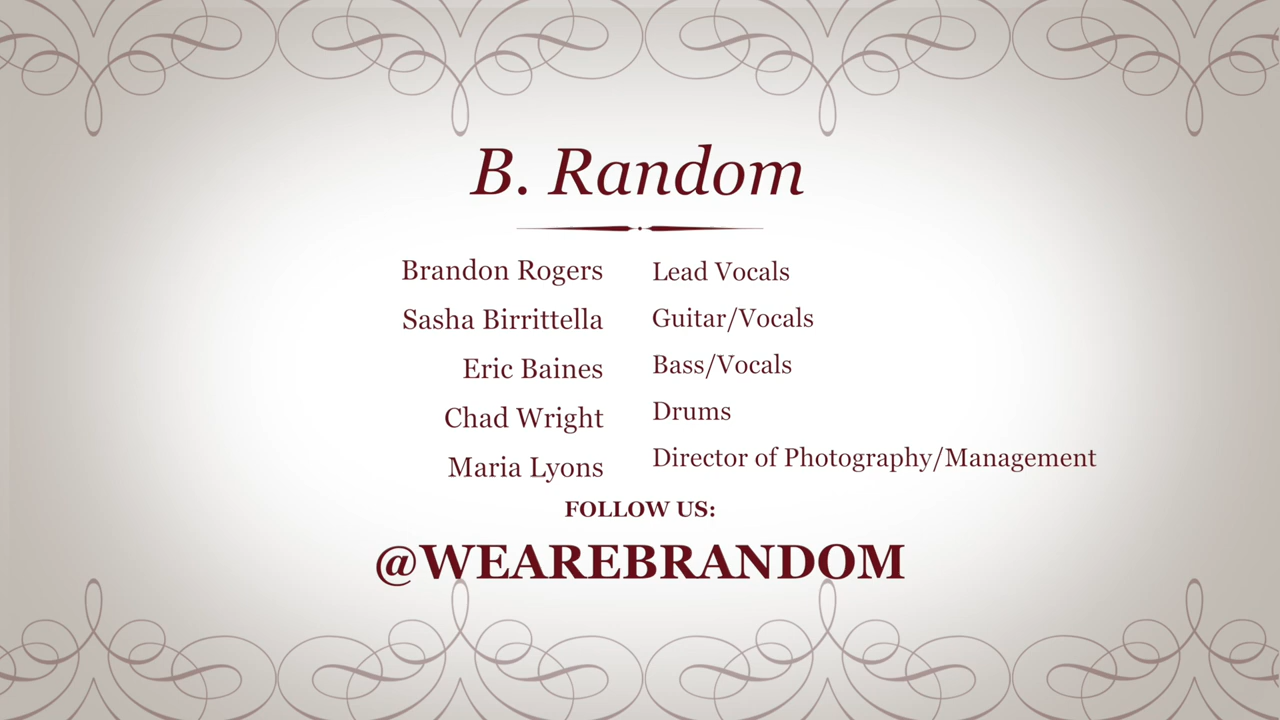 B. Random
Brandon Rogers Lead Vocals
Sasha Birrittella Guitar/Vocals
Eric Baines Bass/Vocals
Chad Wright Drums
Maria Lyons Director of Photography/Management
FOLLOW US:
@WEAREBRANDOM